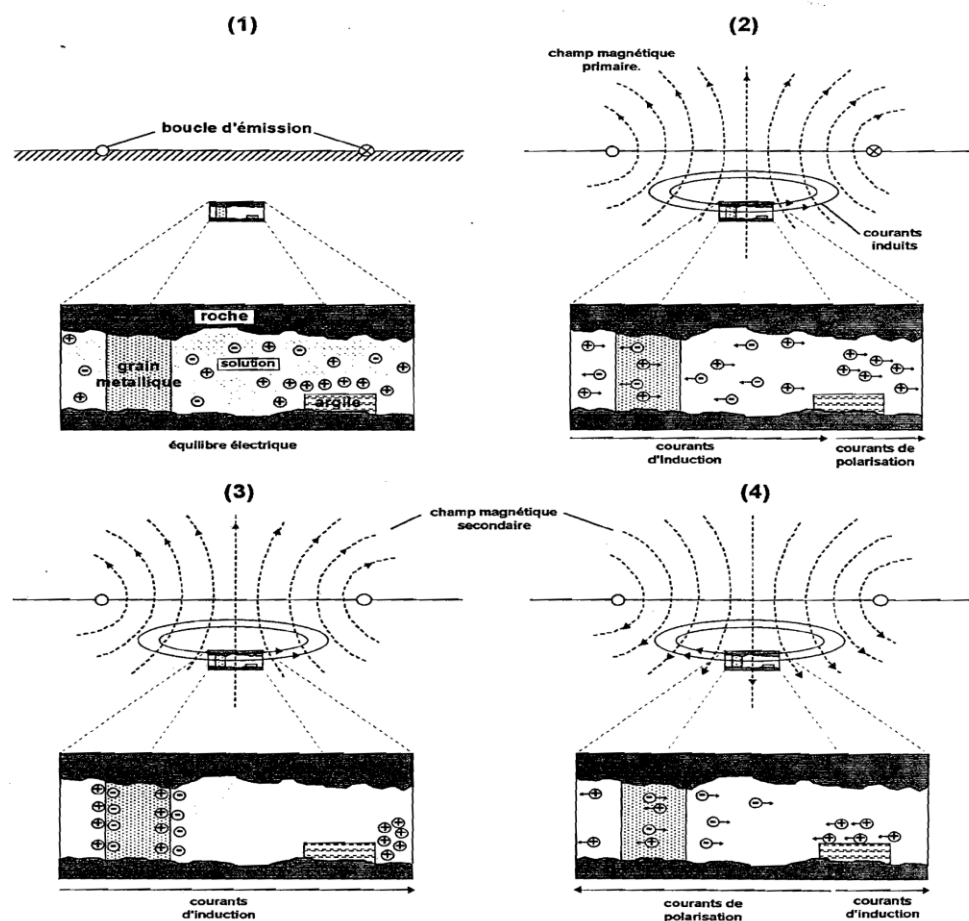 (1)
boucle d'émission
roche
solution
grain
métallique
argile
équilibre électrique
(2)
champ magnétique
primaire.
courants
induits
courants
d'induction
courants de
polarisation
(3)
champ magnétique
secondaire
courants
d'induction
(4)
courants de
polarisation
courants
d'induction